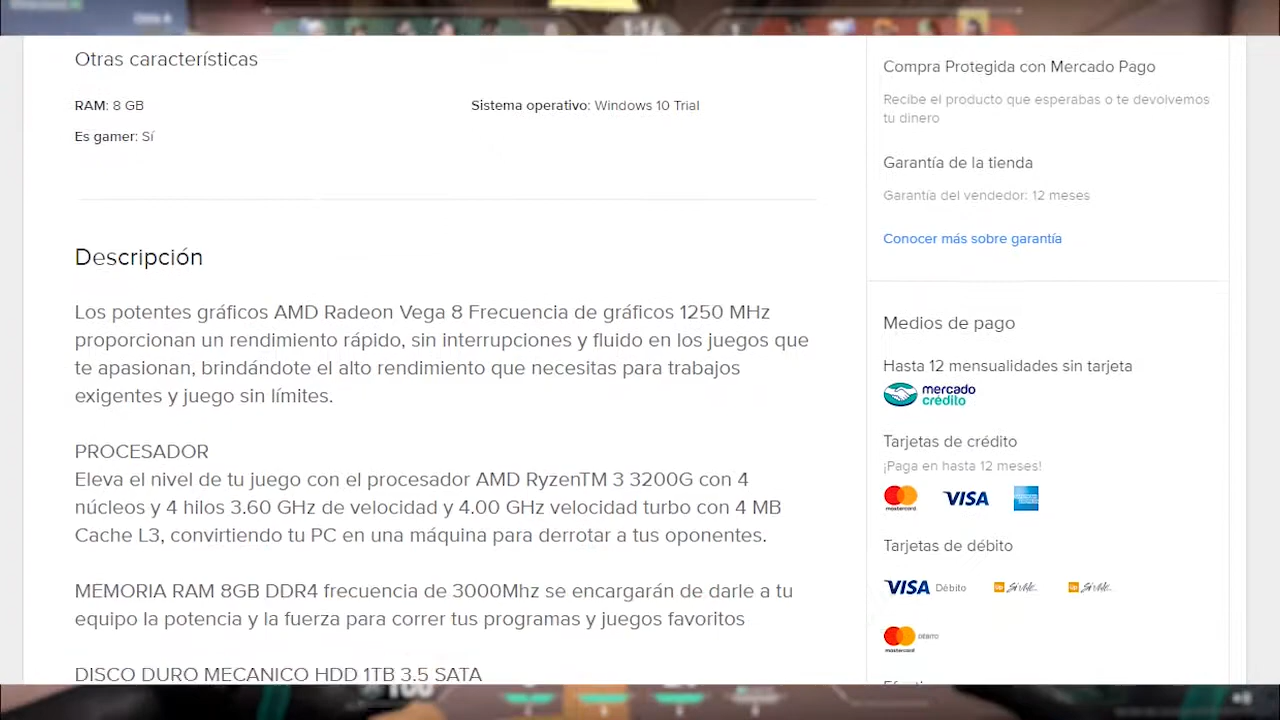 1:14
Otras características
RAM: 8 GB
Sistema operativo: Windows 10 Trial
Es gamer: Sí
Descripción
Los potentes gráficos AMD Radeon Vega 8 Frecuencia de gráficos 1250 MHz
proporcionan un rendimiento rápido, sin interrupciones y fluido en los juegos que
te apasionan, brindándote el alto rendimiento que necesitas para trabajos
exigentes y juego sin límites.
PROCESADOR
Eleva el nivel de tu juego con el procesador AMD RyzenTM 3 3200G con 4
núcleos y 4 hilos 3.60 GHz de velocidad y 4.00 GHz velocidad turbo con 4 MB
Cache L3, convirtiendo tu PC en una máquina para derrotar a tus oponentes.
MEMORIA RAM 8GB DDR4 frecuencia de 3000Mhz se encargarán de darle a tu
equipo la potencia y la fuerza para correr tus programas y juegos favoritos
DISCO DURO MECANICO HDD 1TB 3.5 SATA
Compra Protegida con Mercado Pago
Recibe el producto que esperabas o te devolvemos
tu dinero
Garantía de la tienda
Garantía del vendedor: 12 meses
Conocer más sobre garantía
Medios de pago
Hasta 12 mensualidades sin tarjeta
mercado
crédito
Tarjetas de crédito
¡Paga en hasta 12 meses!
mastercard
VISA
Tarjetas de débito
VISA Débito
mastercard DÉBITO
100